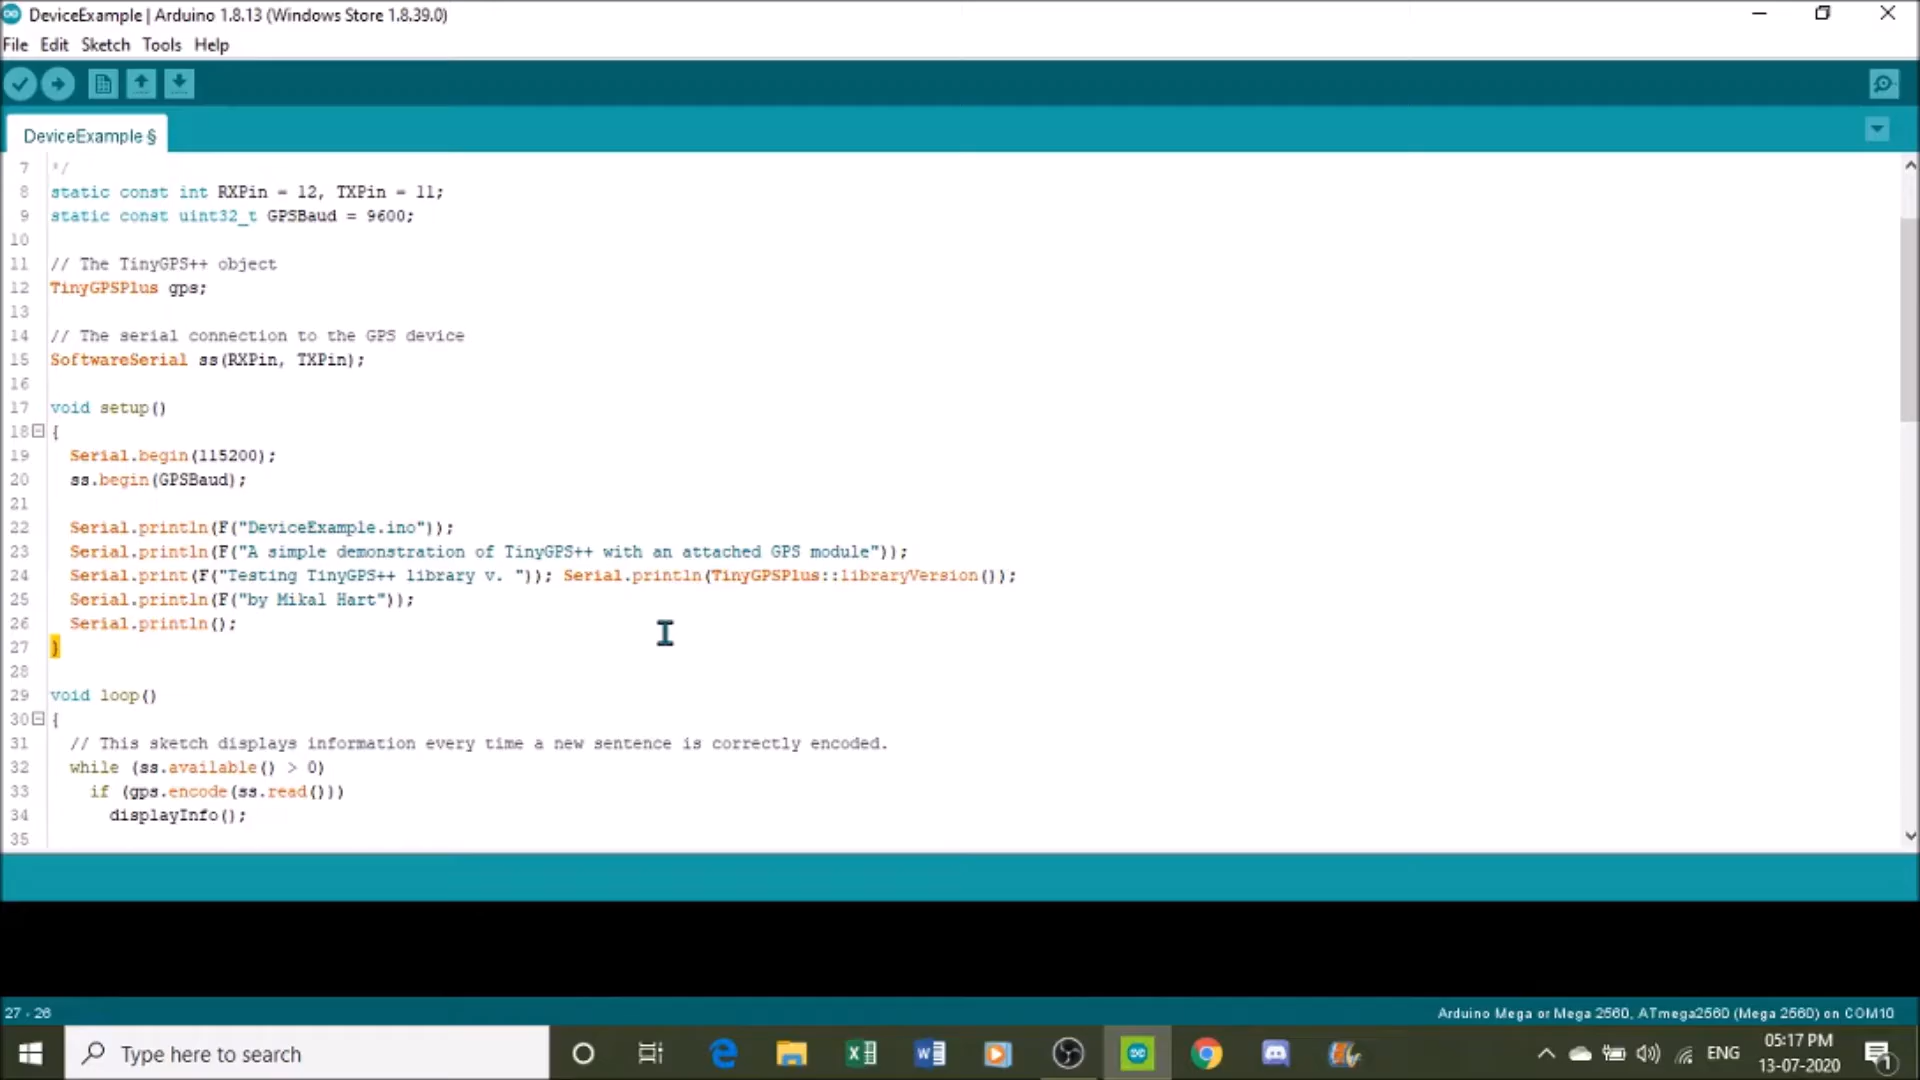 DeviceExample | Arduino 1.8.13 (Windows Store 1.8.39.0)
File Edit Sketch Tools Help
DeviceExample §
7 */
8 static const int RXPin = 12, TXPin = 11;
9 static const uint32_t GPSBaud = 9600;
10
11 // The TinyGPS++ object
12 TinyGPSPlus gps;
13
14 // The serial connection to the GPS device
15 SoftwareSerial ss(RXPin, TXPin);
16
17 void setup()
18 {
19 Serial.begin(115200);
20 ss.begin(GPSBaud);
21
22 Serial.println(F("DeviceExample.ino"));
23 Serial.println(F("A simple demonstration of TinyGPS++ with an attached GPS module"));
24 Serial.print(F("Testing TinyGPS++ library v. ")); Serial.println(TinyGPSPlus::libraryVersion());
25 Serial.println(F("by Mikal Hart"));
26 Serial.println();
27 }
28
29 void loop()
30 {
31 // This sketch displays information every time a new sentence is correctly encoded.
32 while (ss.available() > 0)
33 if (gps.encode(ss.read()))
34 displayInfo();
35
27 - 26 Arduino Mega or Mega 2560, ATmega2560 (Mega 2560) on COM10
Type here to search
ENG
05:17 PM
13-07-2020
1